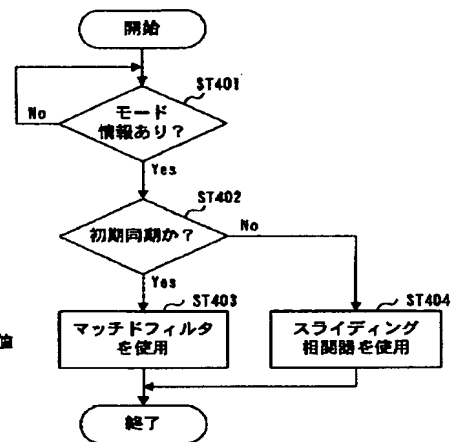 開始
ST401
モード
情報あり？
No
Yes
ST402
初期同期か？
No
Yes
ST403
マッチドフィルタ
を使用
ST404
スライディング
相関器を使用
終了